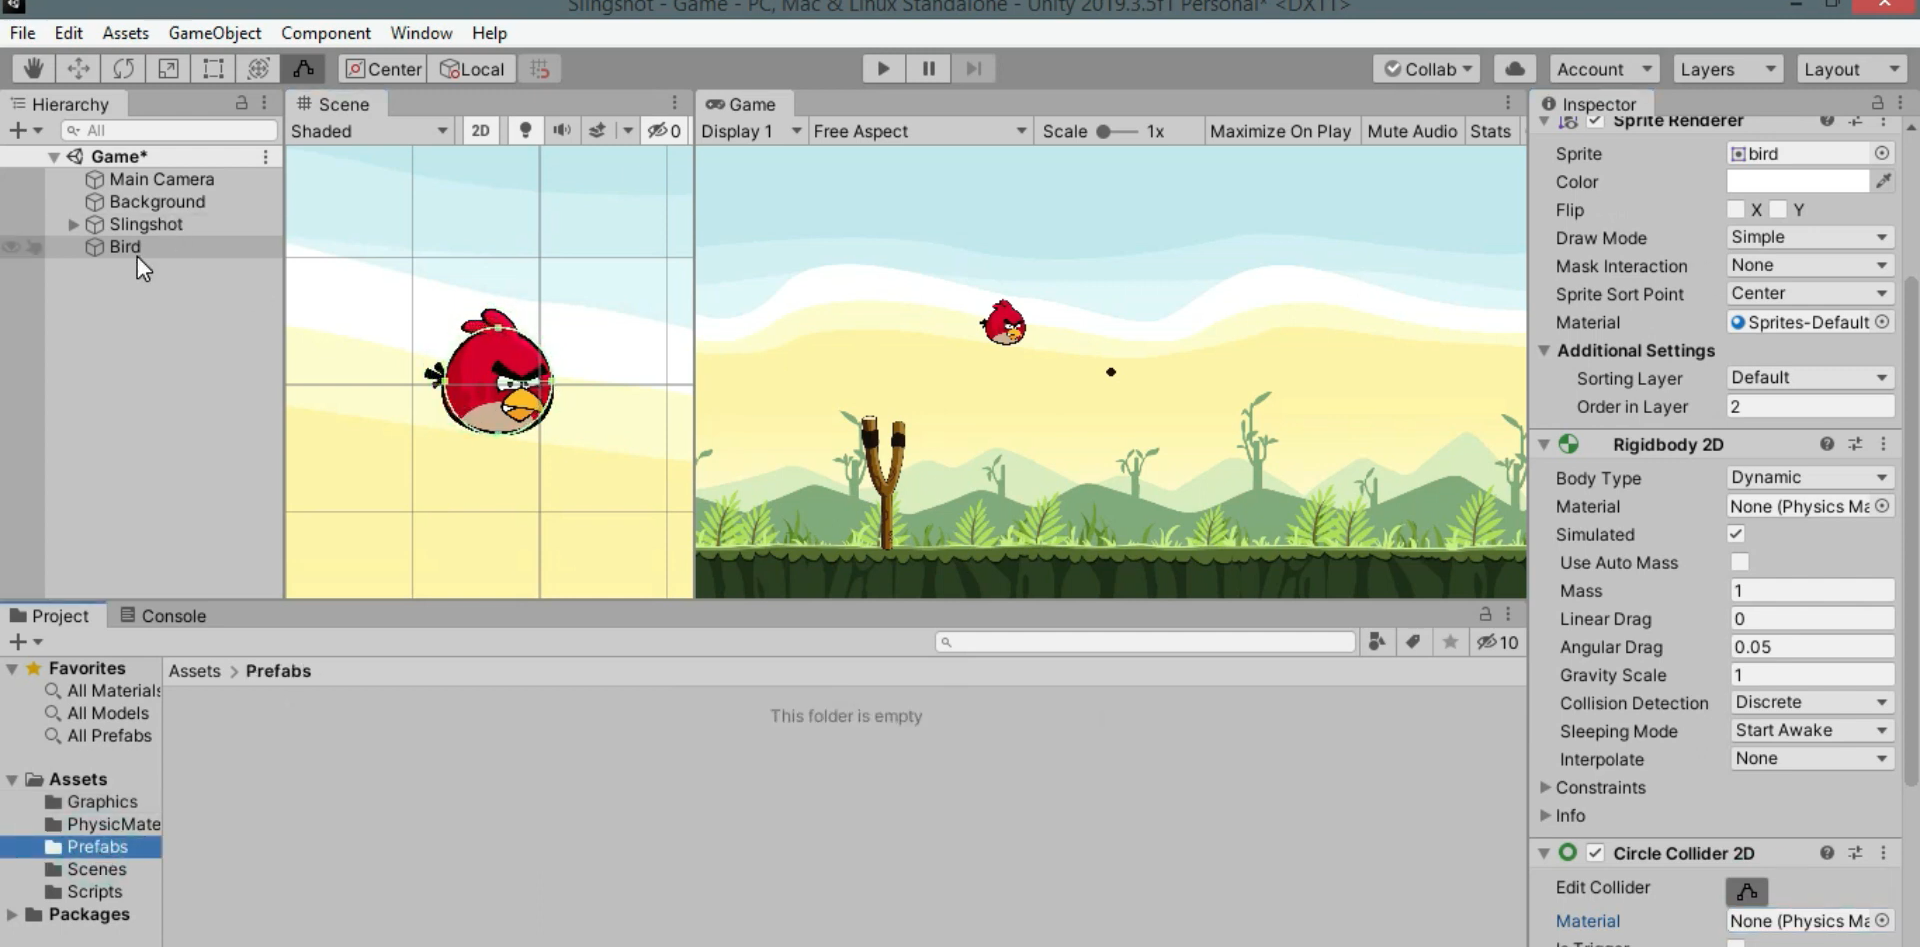 Slingshot - Game - PC, Mac & Linux Standalone - Unity 2019.3.5f1 Personal* <DX11>
File Edit Assets GameObject Component Window Help
Center Local Collab Account Layers Layout
Hierarchy
All
Game*
Main Camera
Background
Slingshot
Bird
Scene
Shaded 2D 0
Game
Display 1 Free Aspect Scale 1x Maximize On Play Mute Audio Stats
Inspector
Sprite Renderer
Sprite bird
Color
Flip X Y
Draw Mode Simple
Mask Interaction None
Sprite Sort Point Center
Material Sprites-Default
Additional Settings
Sorting Layer Default
Order in Layer 2
Rigidbody 2D
Body Type Dynamic
Material None (Physics Ma
Simulated
Use Auto Mass
Mass 1
Linear Drag 0
Angular Drag 0.05
Gravity Scale 1
Collision Detection Discrete
Sleeping Mode Start Awake
Interpolate None
Constraints
Info
Circle Collider 2D
Edit Collider
Material None (Physics Ma
Is Trigger
Project Console
10
Favorites
All Materials
All Models
All Prefabs
Assets
Graphics
PhysicMate
Prefabs
Scenes
Scripts
Packages
Assets > Prefabs
This folder is empty